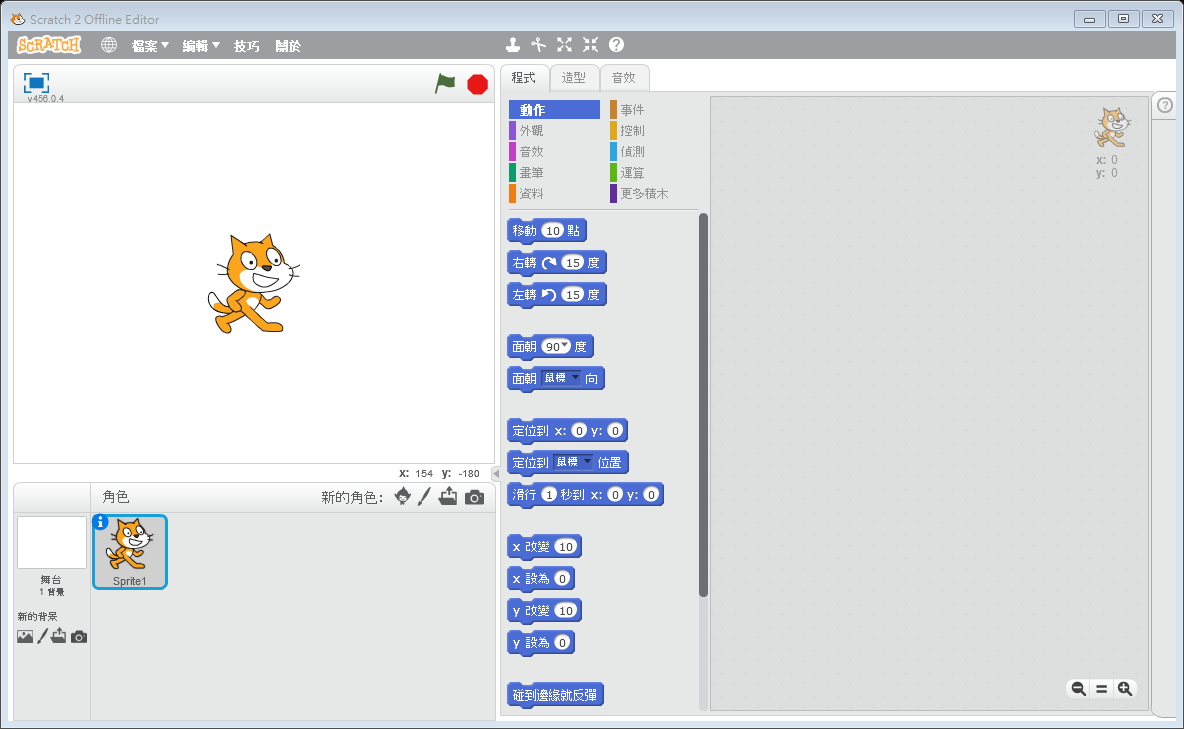 Scratch 2 Offline Editor
SCRATCH 檔案 編輯 技巧 關於
v456.0.4
程式 造型 音效
動作 事件
外觀 控制
音效 偵測
畫筆 運算
資料 更多積木
x: 0
y: 0
移動 10 點
右轉 15 度
左轉 15 度
面朝 90 度
面朝 鼠標 向
定位到 x: 0 y: 0
定位到 鼠標 位置
滑行 1 秒到 x: 0 y: 0
x 改變 10
x 設為 0
y 改變 10
y 設為 0
碰到邊緣就反彈
x: 154 y: -180
角色 新的角色:
舞台
1 背景
新的背景
Sprite1